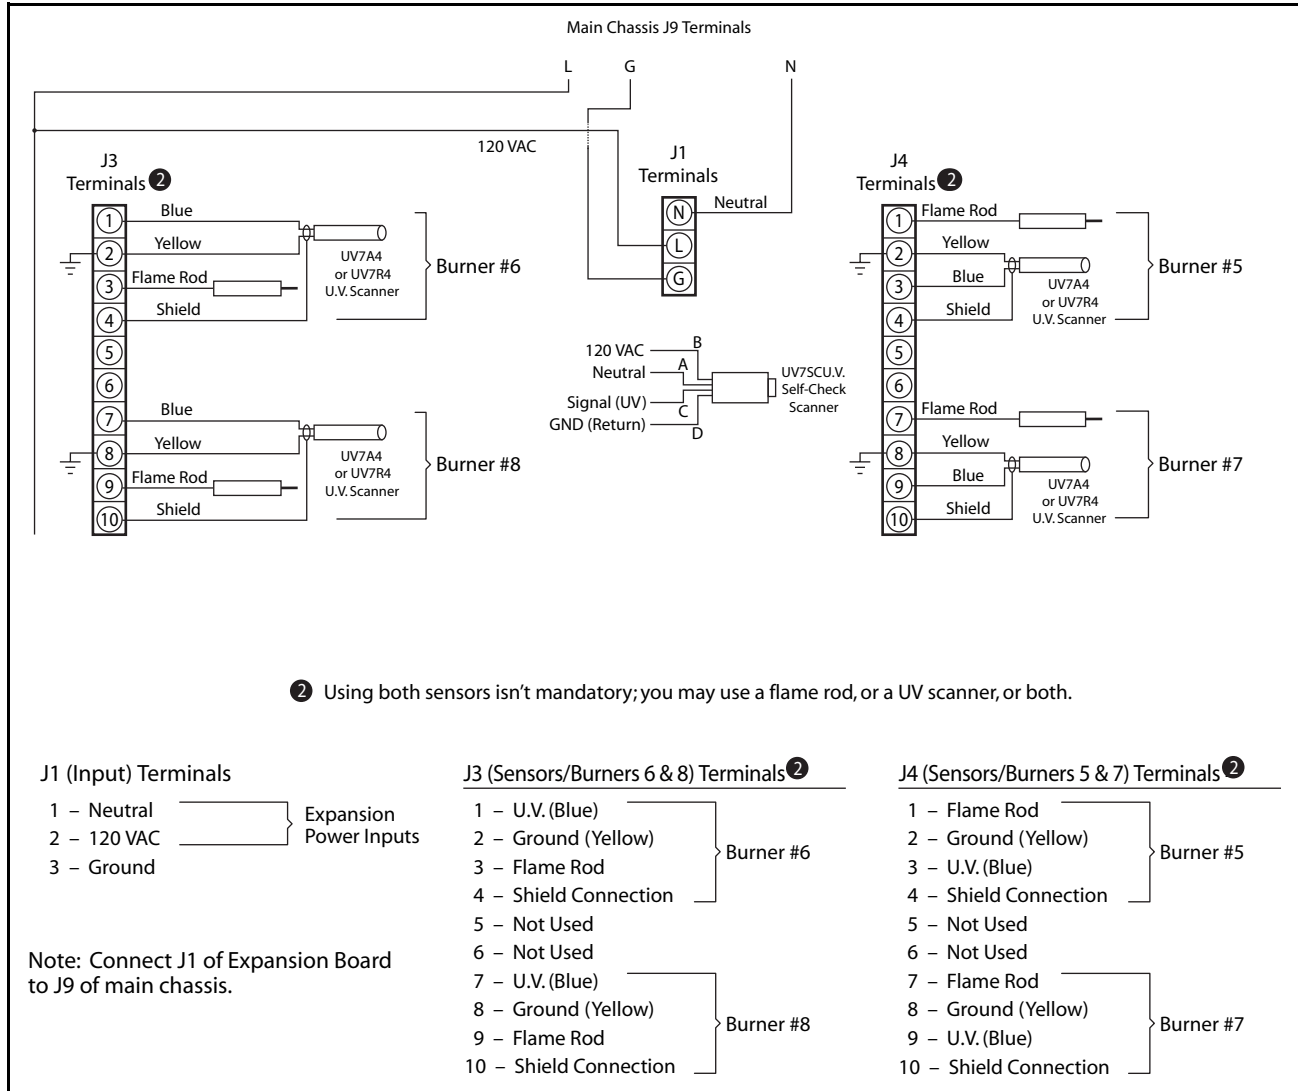 Main Chassis J9 Terminals
L G N
120 VAC
J3
Terminals 2
1 Blue
2 Yellow
3 Flame Rod
4 Shield
5
6
7 Blue
8 Yellow
9 Flame Rod
10 Shield
UV7A4
or UV7R4
U.V. Scanner
Burner #6
UV7A4
or UV7R4
U.V. Scanner
Burner #8
J1
Terminals
N Neutral
L
G
120 VAC B
Neutral A
Signal (UV) C
GND (Return) D
UV7SCU.V.
Self-Check
Scanner
J4
Terminals 2
1 Flame Rod
2 Yellow
3 Blue
4 Shield
5
6
7 Flame Rod
8 Yellow
9 Blue
10 Shield
UV7A4
or UV7R4
U.V. Scanner
Burner #5
UV7A4
or UV7R4
U.V. Scanner
Burner #7
2 Using both sensors isn't mandatory; you may use a flame rod, or a UV scanner, or both.
J1 (Input) Terminals
1 – Neutral
2 – 120 VAC
3 – Ground
Expansion
Power Inputs
Note: Connect J1 of Expansion Board
to J9 of main chassis.
J3 (Sensors/Burners 6 & 8) Terminals 2
1 – U.V. (Blue)
2 – Ground (Yellow)
3 – Flame Rod
4 – Shield Connection
5 – Not Used
6 – Not Used
7 – U.V. (Blue)
8 – Ground (Yellow)
9 – Flame Rod
10 – Shield Connection
Burner #6
Burner #8
J4 (Sensors/Burners 5 & 7) Terminals 2
1 – Flame Rod
2 – Ground (Yellow)
3 – U.V. (Blue)
4 – Shield Connection
5 – Not Used
6 – Not Used
7 – Flame Rod
8 – Ground (Yellow)
9 – U.V. (Blue)
10 – Shield Connection
Burner #5
Burner #7